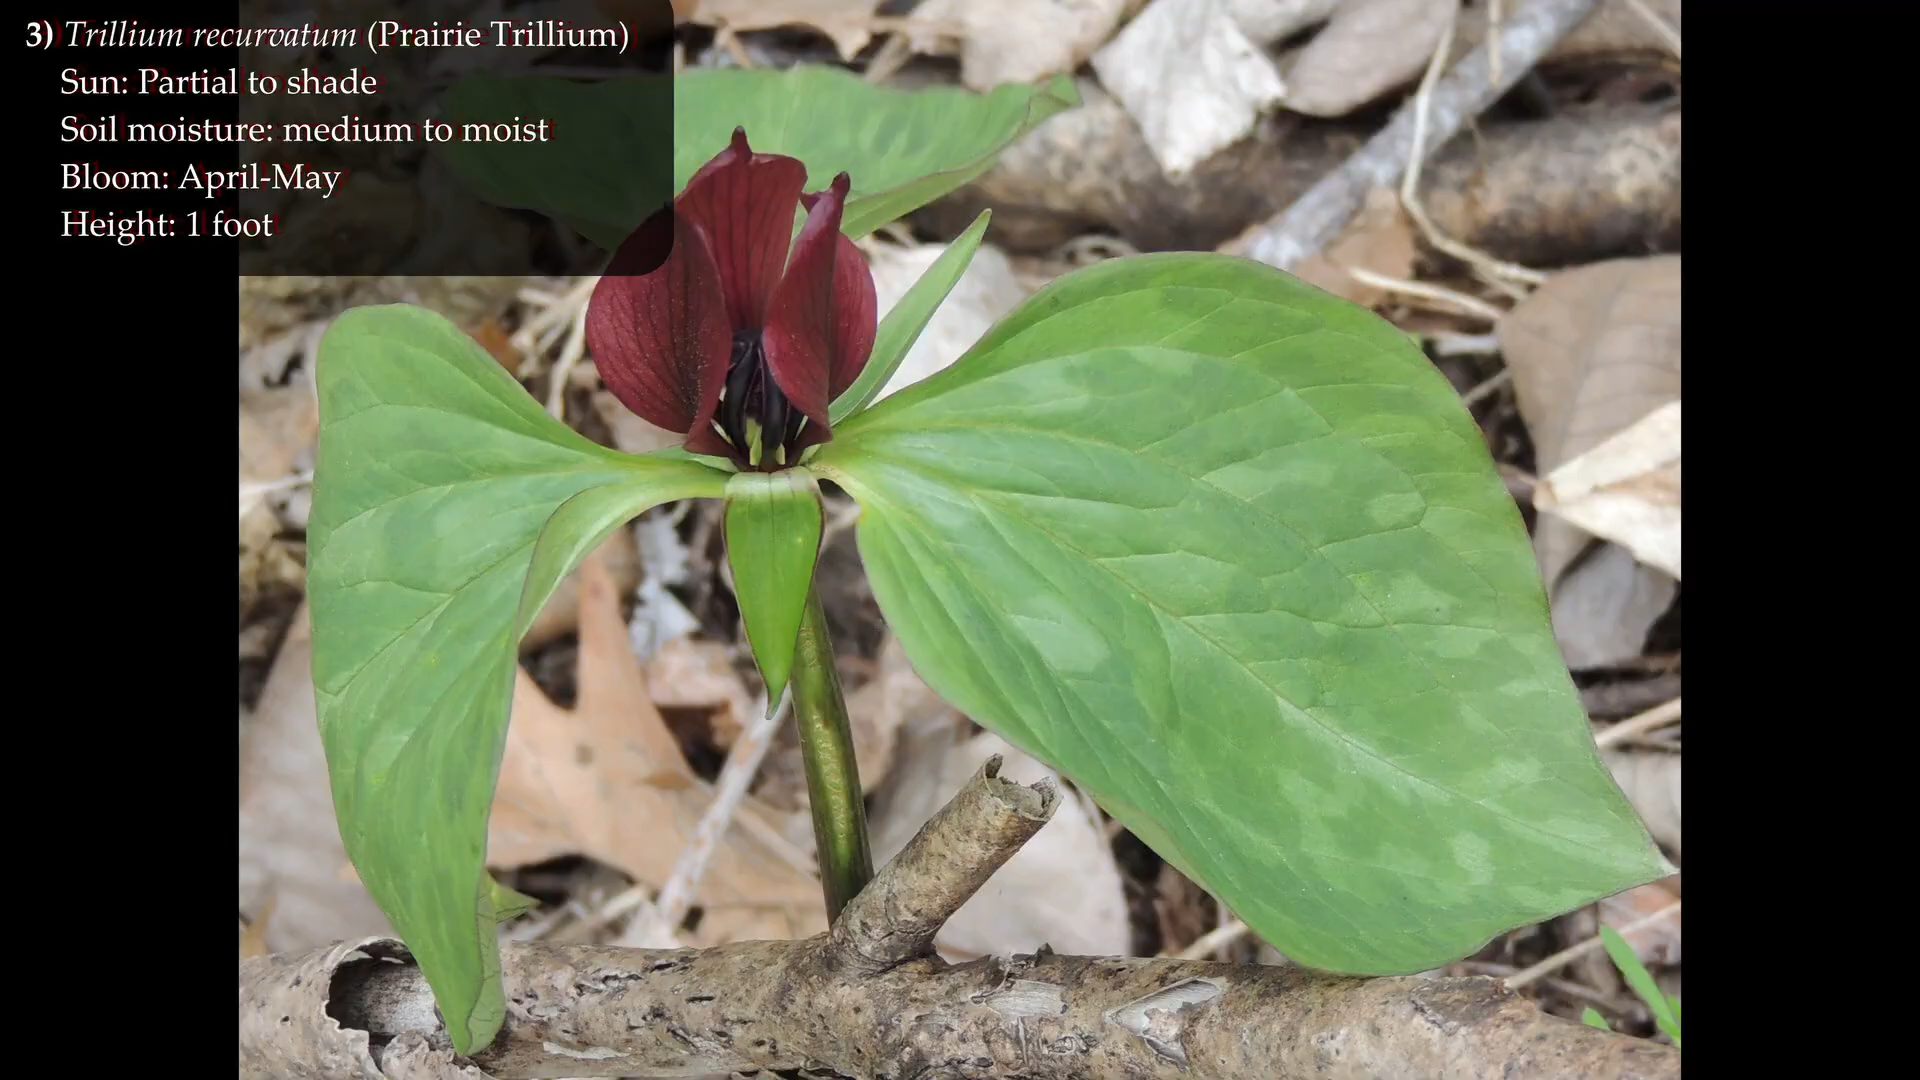 3) Trillium recurvatum (Prairie Trillium)
Sun: Partial to shade
Soil moisture: medium to moist
Bloom: April-May
Height: 1 foot